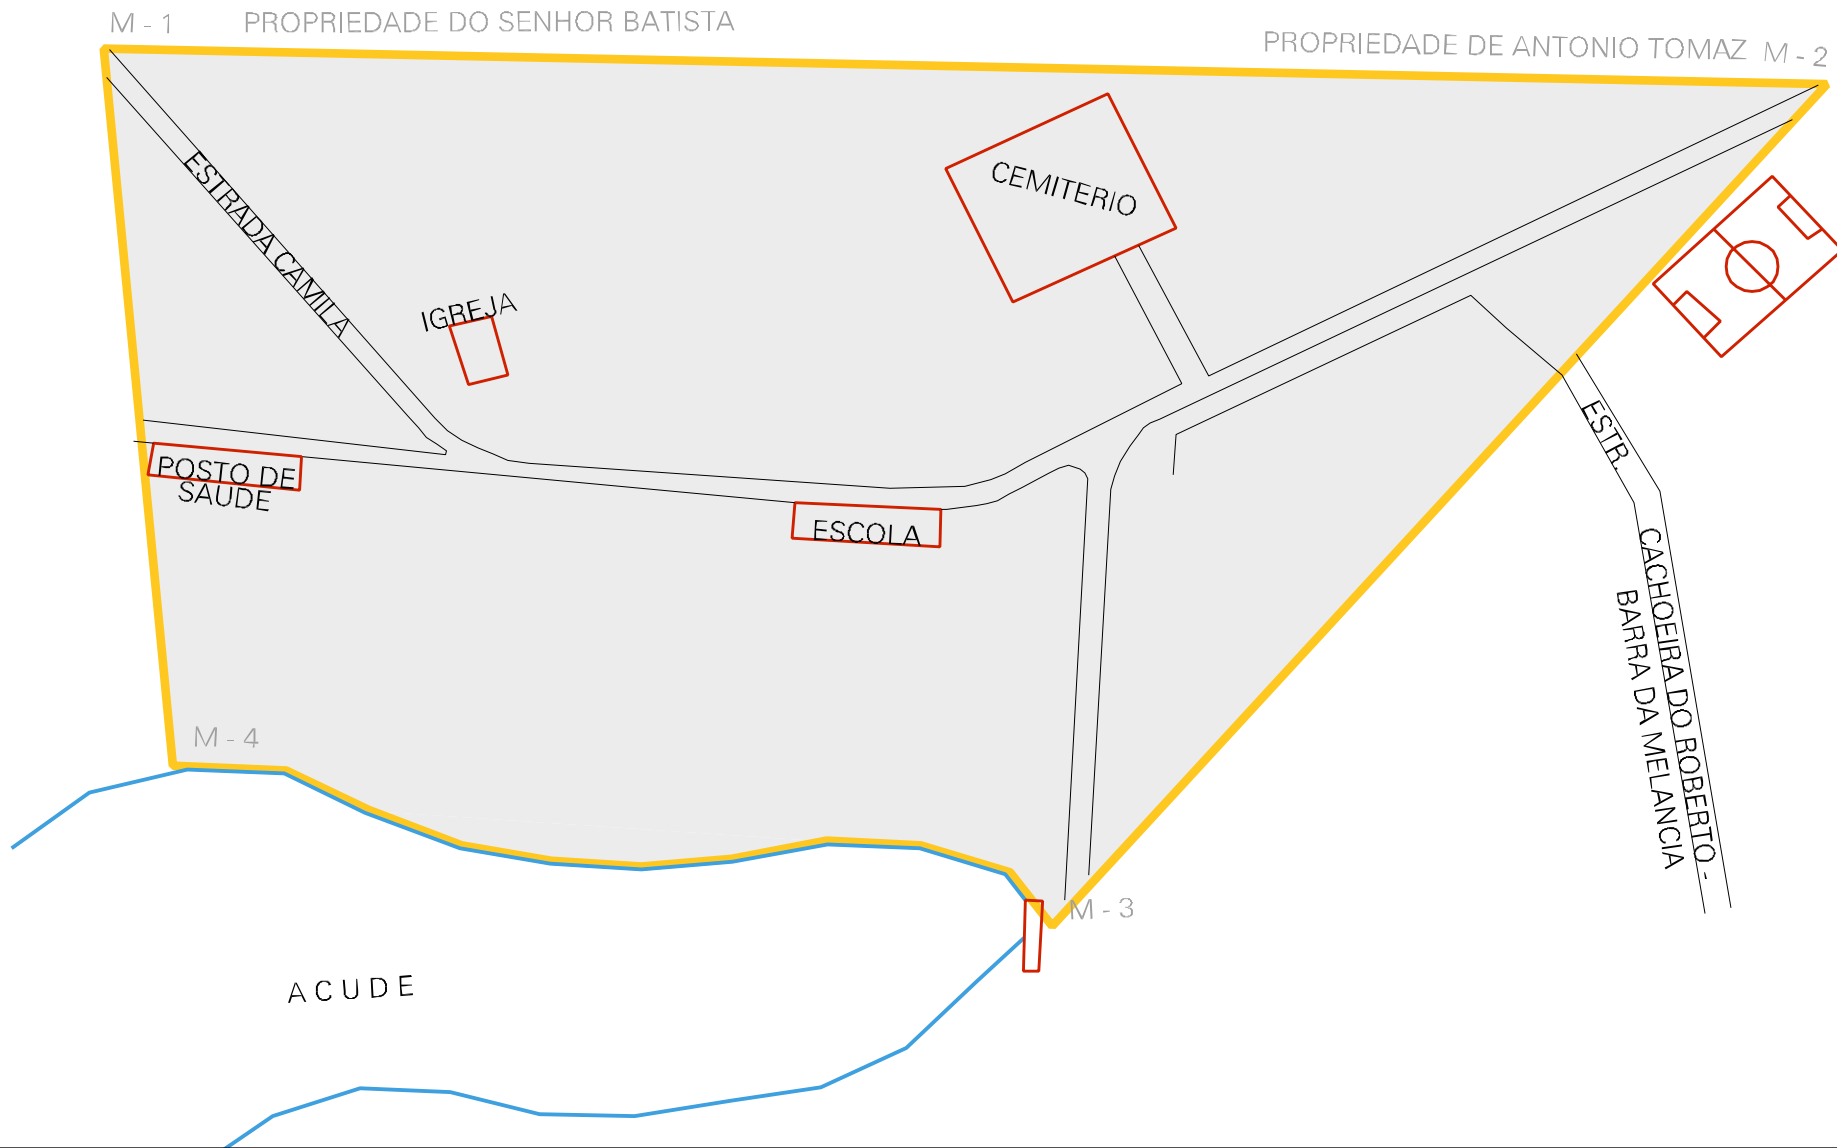 M - 1 PROPRIEDADE DO SENHOR BATISTA
PROPRIEDADE DE ANTONIO TOMAZ M - 2
CEMITERIO
ESTRADA CAMILA
IGREJA
ESTR.
POSTO DE
SAUDE
ESCOLA
CACHOEIRA DO ROBERTO -
BARRA DA MELANCIA
M - 4
M - 3
ACUDE